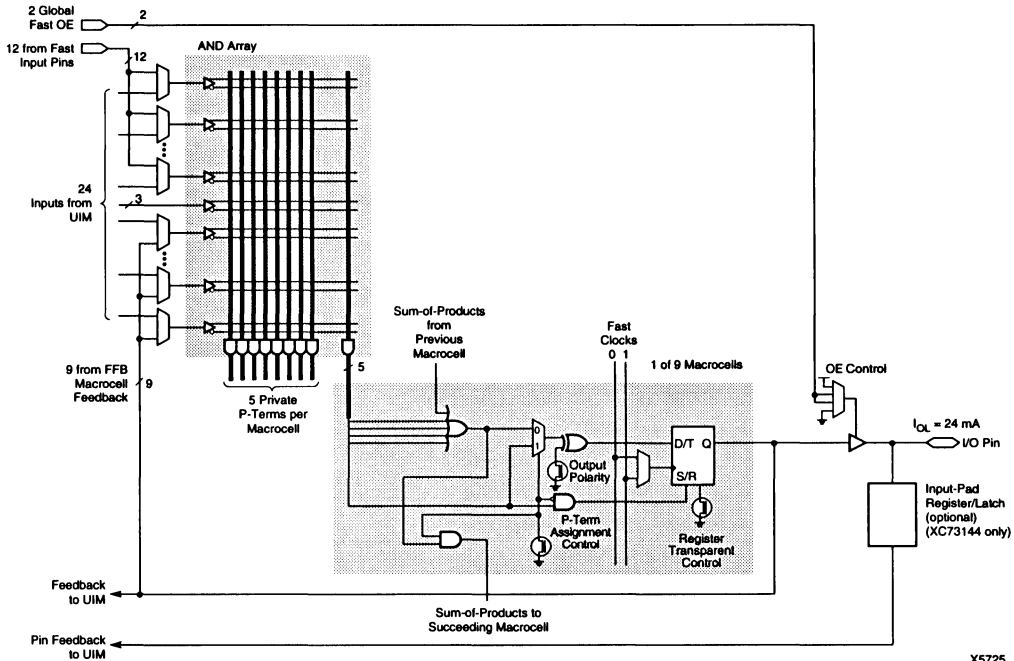 2 Global
Fast OE
2
12 from Fast
Input Pins
12
AND Array
24
Inputs from
UIM
3
9 from FFB
Macrocell
Feedback
9
5 Private
P-Terms per
Macrocell
5
Sum-of-Products
from
Previous
Macrocell
Fast
Clocks
0 1
1 of 9 Macrocells
OE Control
0
1
Output
Polarity
D/T Q
S/R
P-Term
Assignment
Control
Register
Transparent
Control
IOL = 24 mA
I/O Pin
Input-Pad
Register/Latch
(optional)
(XC73144 only)
Feedback
to UIM
Sum-of-Products to
Succeeding Macrocell
Pin Feedback
to UIM
X5725